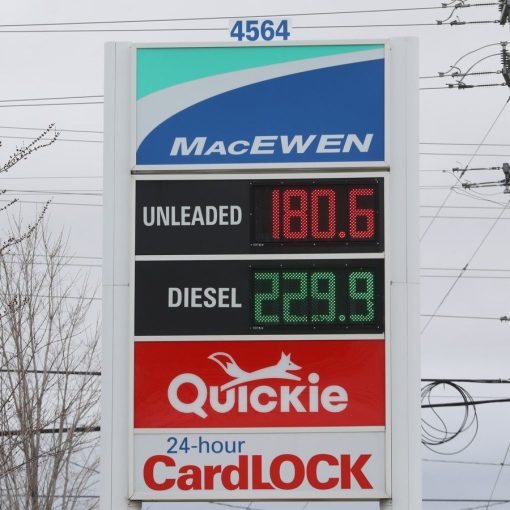 4564
MacEwen
UNLEADED 180.6
DIESEL 229.9
Quickie
24-hour
CardLOCK